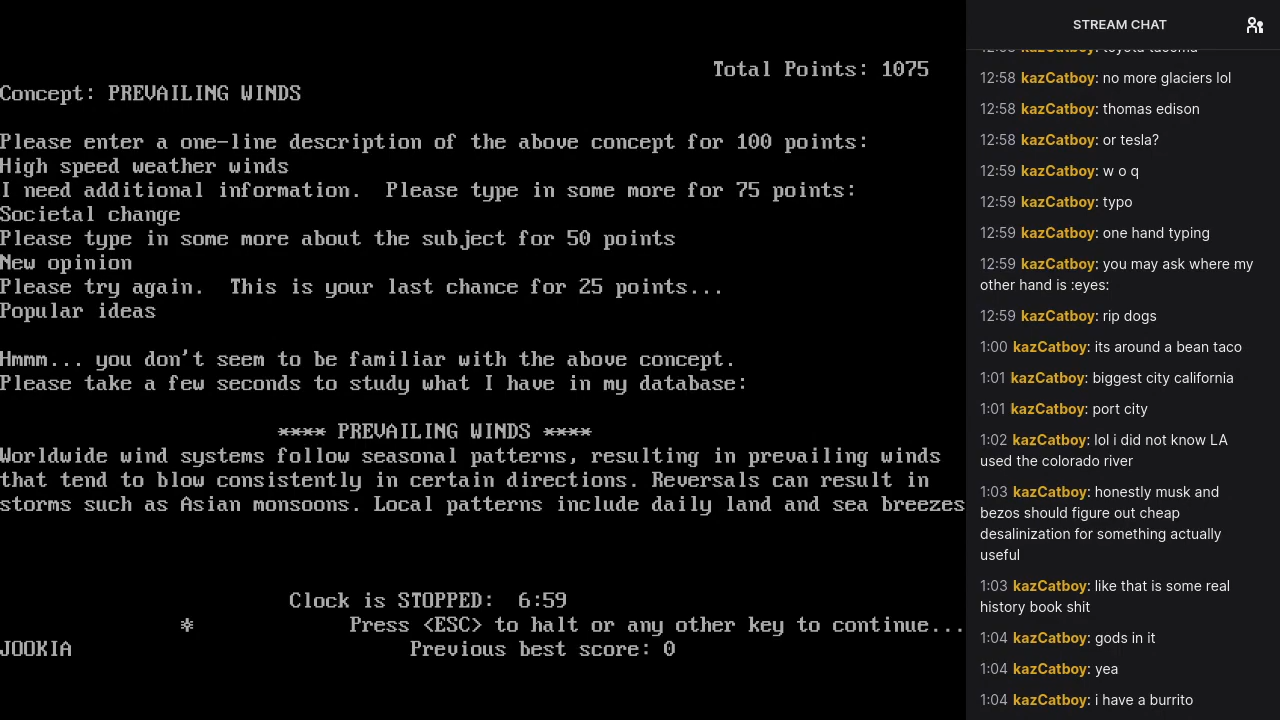 Total Points: 1075
Concept: PREVAILING WINDS
Please enter a one-line description of the above concept for 100 points:
High speed weather winds
I need additional information.  Please type in some more for 75 points:
Societal change
Please type in some more about the subject for 50 points
New opinion
Please try again.  This is your last chance for 25 points...
Popular ideas
Hmmm... you don't seem to be familiar with the above concept.
Please take a few seconds to study what I have in my database:
**** PREVAILING WINDS ****
Worldwide wind systems follow seasonal patterns, resulting in prevailing winds
that tend to blow consistently in certain directions. Reversals can result in
storms such as Asian monsoons. Local patterns include daily land and sea breezes
Clock is STOPPED:  6:59
* Press <ESC> to halt or any other key to continue...
JOOKIA Previous best score: 0
STREAM CHAT
12:58 kazCatboy: toyota tacoma
12:58 kazCatboy: no more glaciers lol
12:58 kazCatboy: thomas edison
12:58 kazCatboy: or tesla?
12:59 kazCatboy: w o q
12:59 kazCatboy: typo
12:59 kazCatboy: one hand typing
12:59 kazCatboy: you may ask where my
other hand is :eyes:
12:59 kazCatboy: rip dogs
1:00 kazCatboy: its around a bean taco
1:01 kazCatboy: biggest city california
1:01 kazCatboy: port city
1:02 kazCatboy: lol i did not know LA
used the colorado river
1:03 kazCatboy: honestly musk and
bezos should figure out cheap
desalinization for something actually
useful
1:03 kazCatboy: like that is some real
history book shit
1:04 kazCatboy: gods in it
1:04 kazCatboy: yea
1:04 kazCatboy: i have a burrito